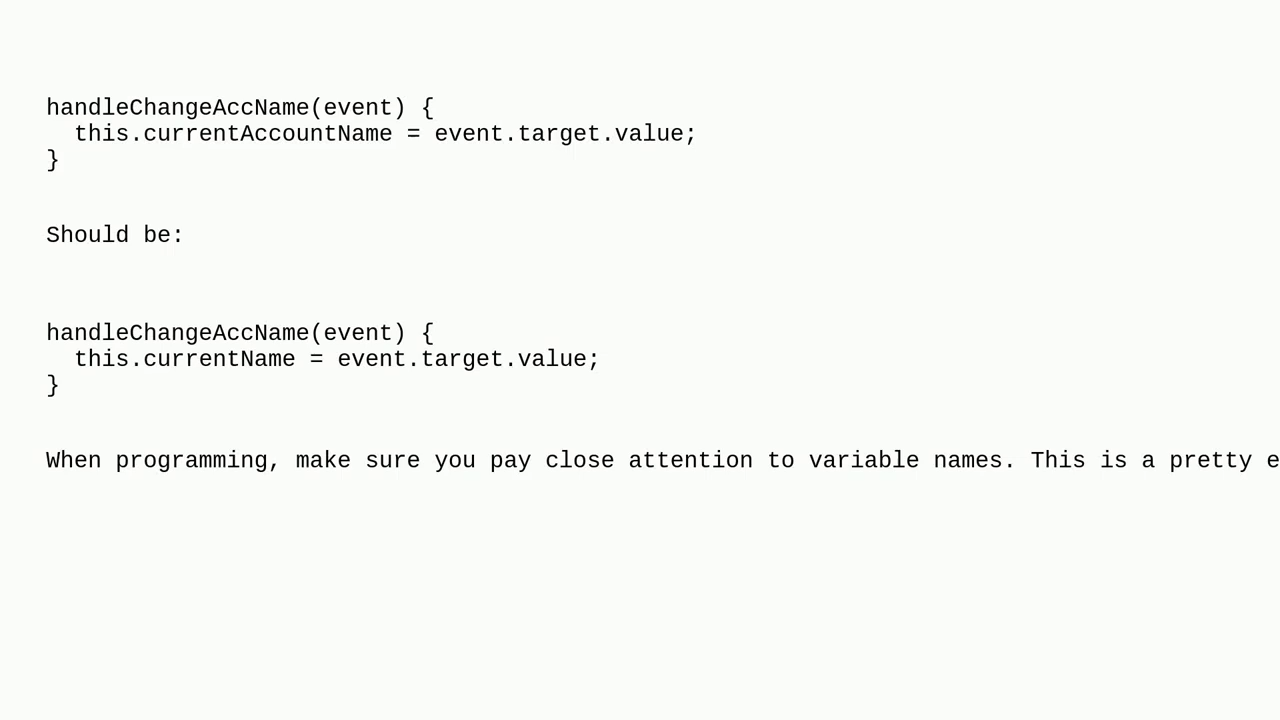 handleChangeAccName(event) {
  this.currentAccountName = event.target.value;
}
Should be:
handleChangeAccName(event) {
  this.currentName = event.target.value;
}
When programming, make sure you pay close attention to variable names. This is a pretty